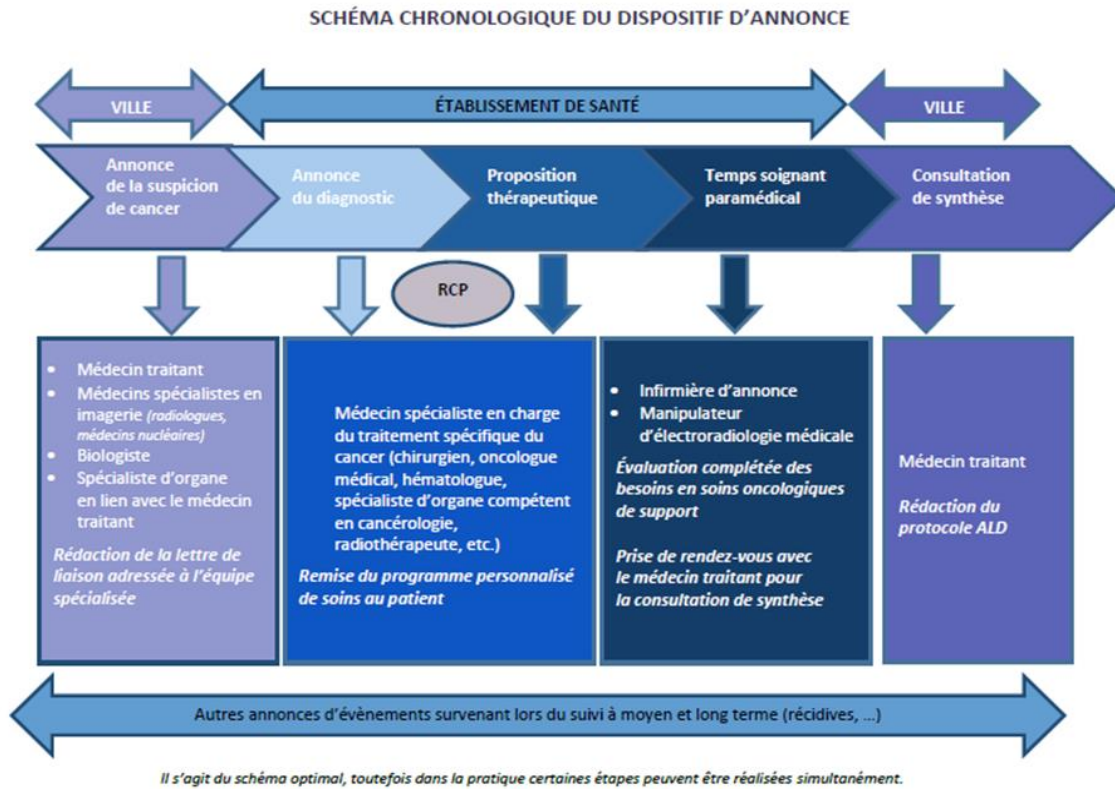 SCHÉMA CHRONOLOGIQUE DU DISPOSITIF D’ANNONCE
VILLE
ÉTABLISSEMENT DE SANTÉ
VILLE
Annonce
de la suspicion
de cancer
Annonce
du diagnostic
Proposition
thérapeutique
Temps soignant
paramédical
Consultation
de synthèse
RCP
• Médecin traitant
• Médecins spécialistes en
imagerie (radiologues,
médecins nucléaires)
• Biologiste
• Spécialiste d’organe
en lien avec le médecin
traitant
Rédaction de la lettre de
liaison adressée à l’équipe
spécialisée
Médecin spécialiste en charge
du traitement spécifique du
cancer (chirurgien, oncologue
médical, hématologue,
spécialiste d’organe compétent
en cancérologie,
radiothérapeute, etc.)
Remise du programme personnalisé
de soins au patient
• Infirmière d’annonce
• Manipulateur
d’électroradiologie médicale
Évaluation complétée des
besoins en soins oncologiques
de support
Prise de rendez-vous avec
le médecin traitant pour
la consultation de synthèse
Médecin traitant
Rédaction du
protocole ALD
Autres annonces d’évènements survenant lors du suivi à moyen et long terme (récidives, …)
Il s’agit du schéma optimal, toutefois dans la pratique certaines étapes peuvent être réalisées simultanément.